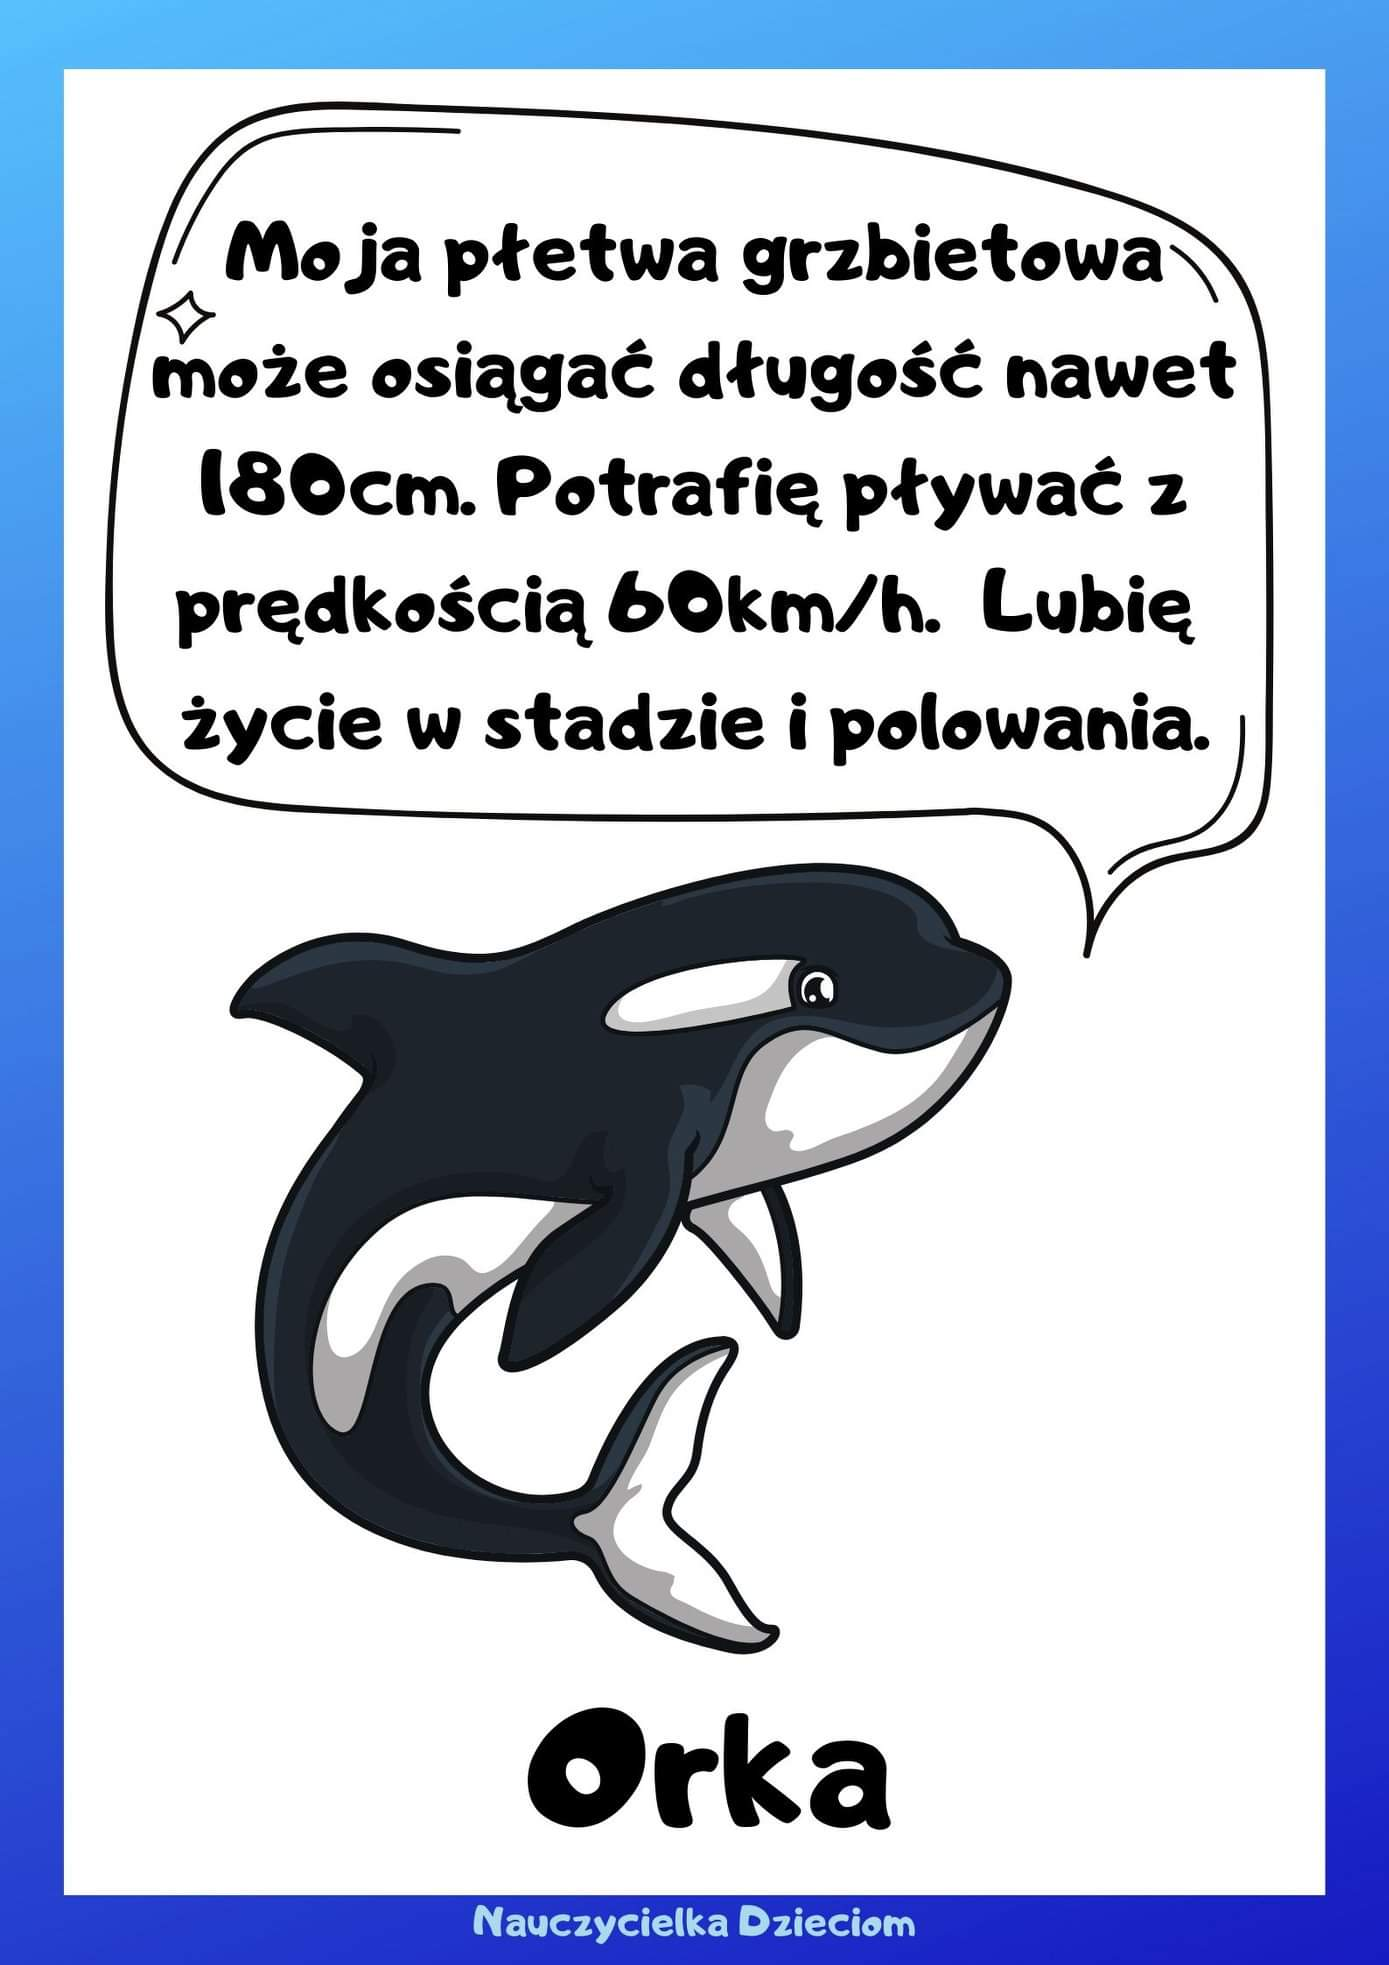 Moja płetwa grzbietowa
może osiągać długość nawet
180cm. Potrafię pływać z
prędkością 60km/h. Lubię
życie w stadzie i polowania.
Orka
Nauczycielka Dzieciom